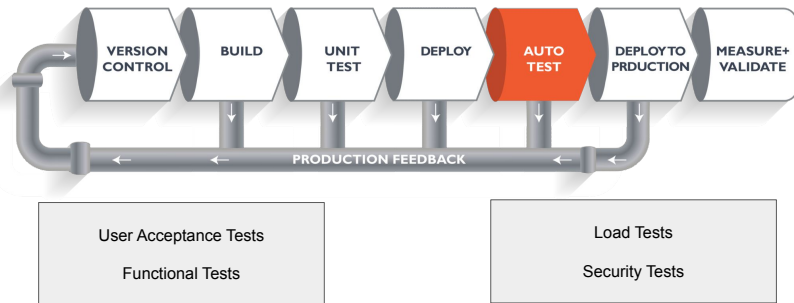 VERSION
CONTROL
BUILD
UNIT
TEST
DEPLOY
AUTO
TEST
DEPLOY TO
PRDUCTION
MEASURE+
VALIDATE
PRODUCTION FEEDBACK
User Acceptance Tests
Functional Tests
Load Tests
Security Tests